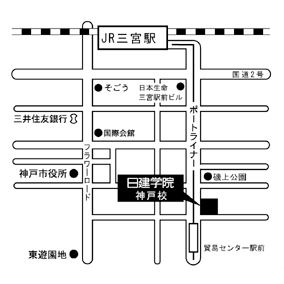 JR三宮駅
国道2号
そごう
日本生命
三宮駅前ビル
三井住友銀行
国際会館
フラワーロード
ポートライナー
神戸市役所
日建学院
神戸校
磯上公園
東遊園地
貿易センター駅前